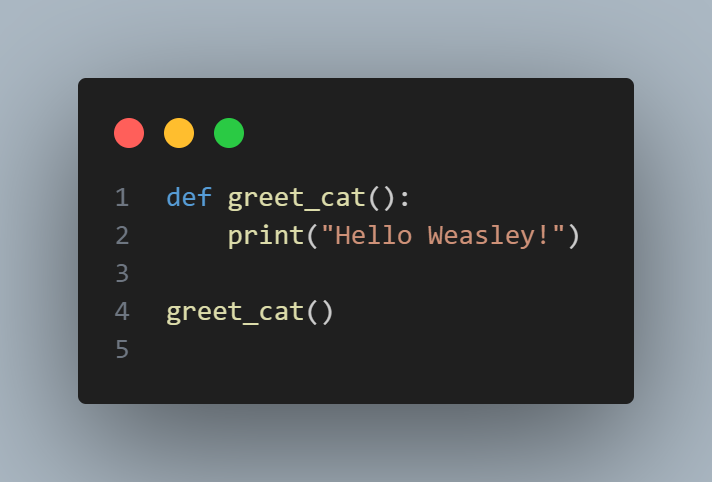 1 def greet_cat():
2     print("Hello Weasley!")
3
4 greet_cat()
5